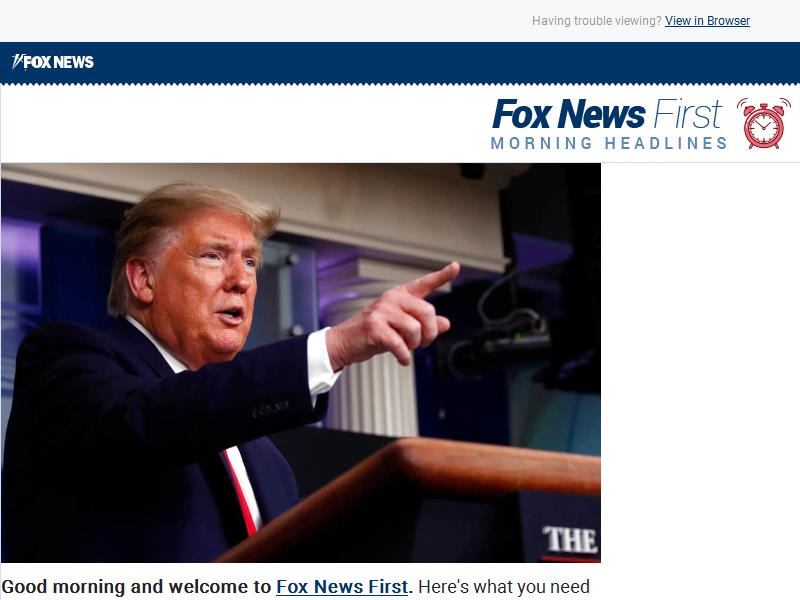 Having trouble viewing? View in Browser
FOX NEWS
Fox News First
MORNING HEADLINES
THE
Good morning and welcome to Fox News First. Here's what you need